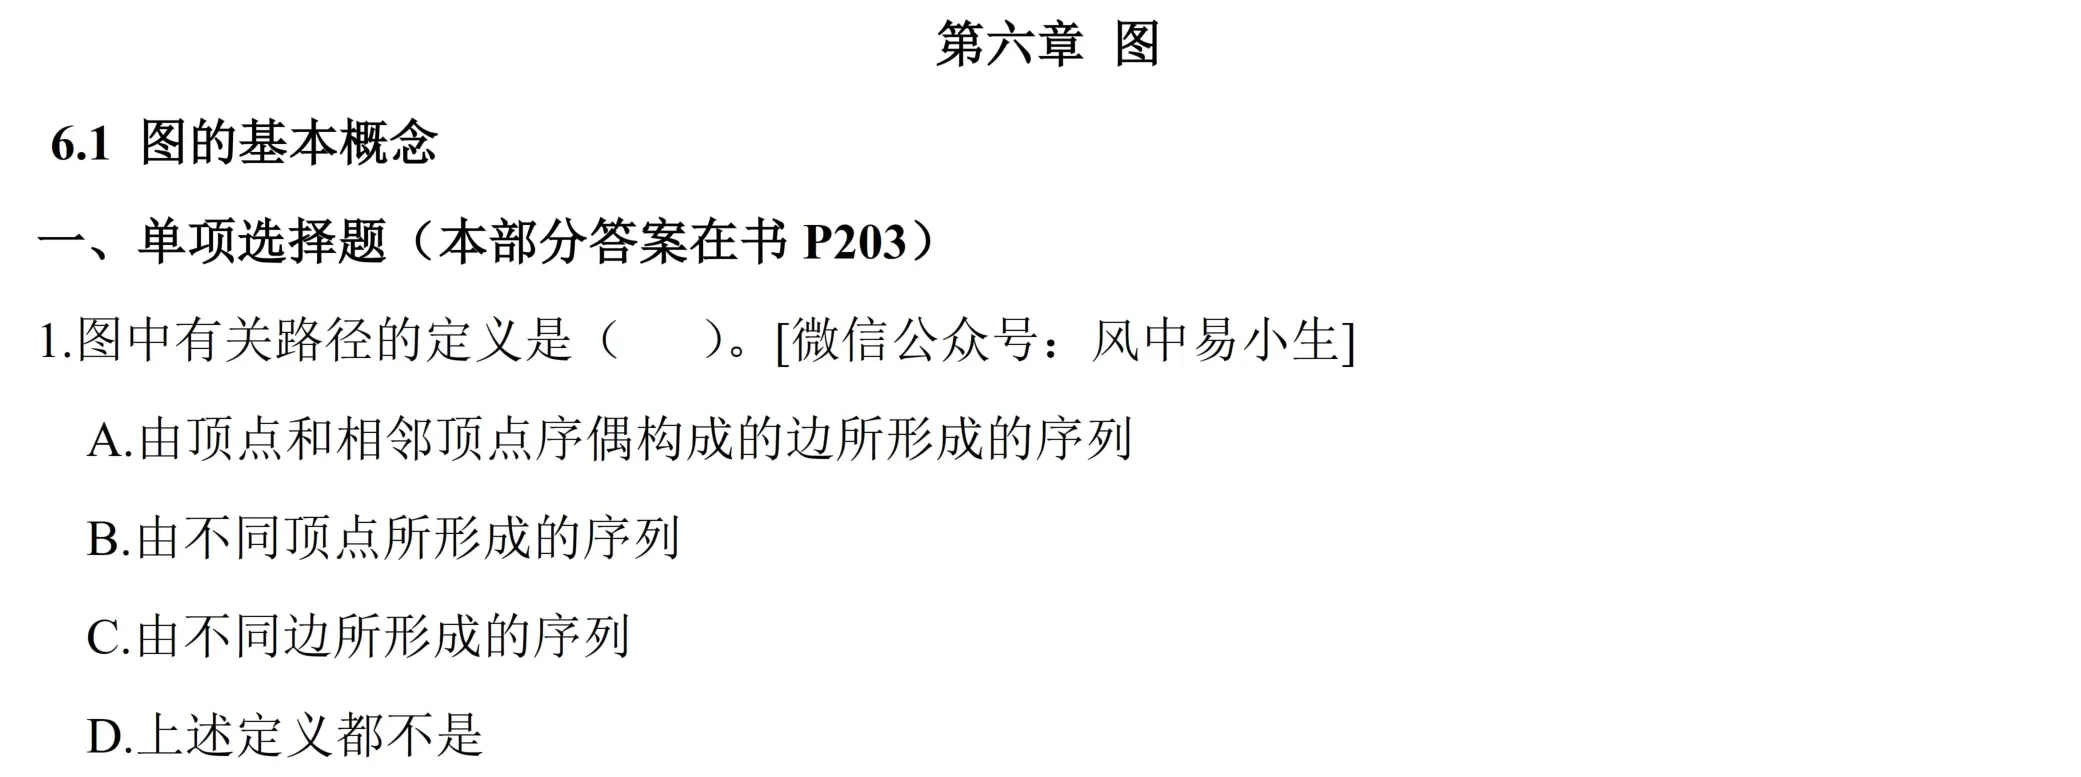 第六章 图
6.1 图的基本概念
一、单项选择题（本部分答案在书 P203）
1.图中有关路径的定义是（ ）。[微信公众号：风中易小生]
A.由顶点和相邻顶点序偶构成的边所形成的序列
B.由不同顶点所形成的序列
C.由不同边所形成的序列
D.上述定义都不是